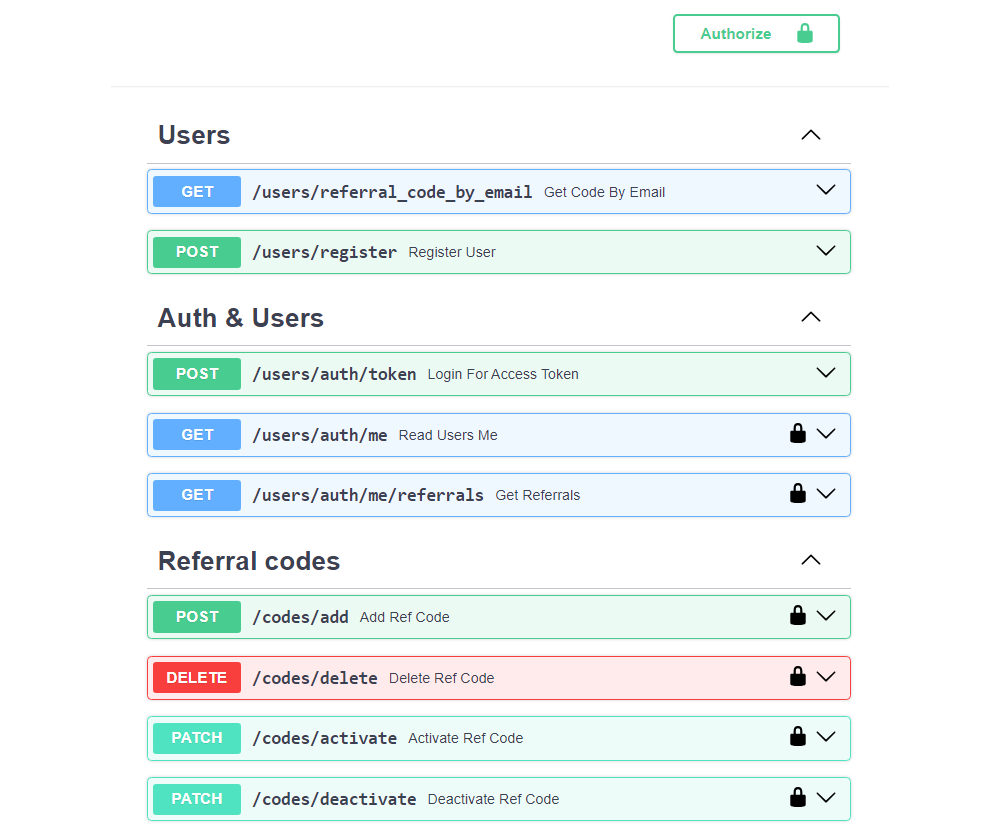 Authorize
Users
GET /users/referral_code_by_email Get Code By Email
POST /users/register Register User
Auth & Users
POST /users/auth/token Login For Access Token
GET /users/auth/me Read Users Me
GET /users/auth/me/referrals Get Referrals
Referral codes
POST /codes/add Add Ref Code
DELETE /codes/delete Delete Ref Code
PATCH /codes/activate Activate Ref Code
PATCH /codes/deactivate Deactivate Ref Code